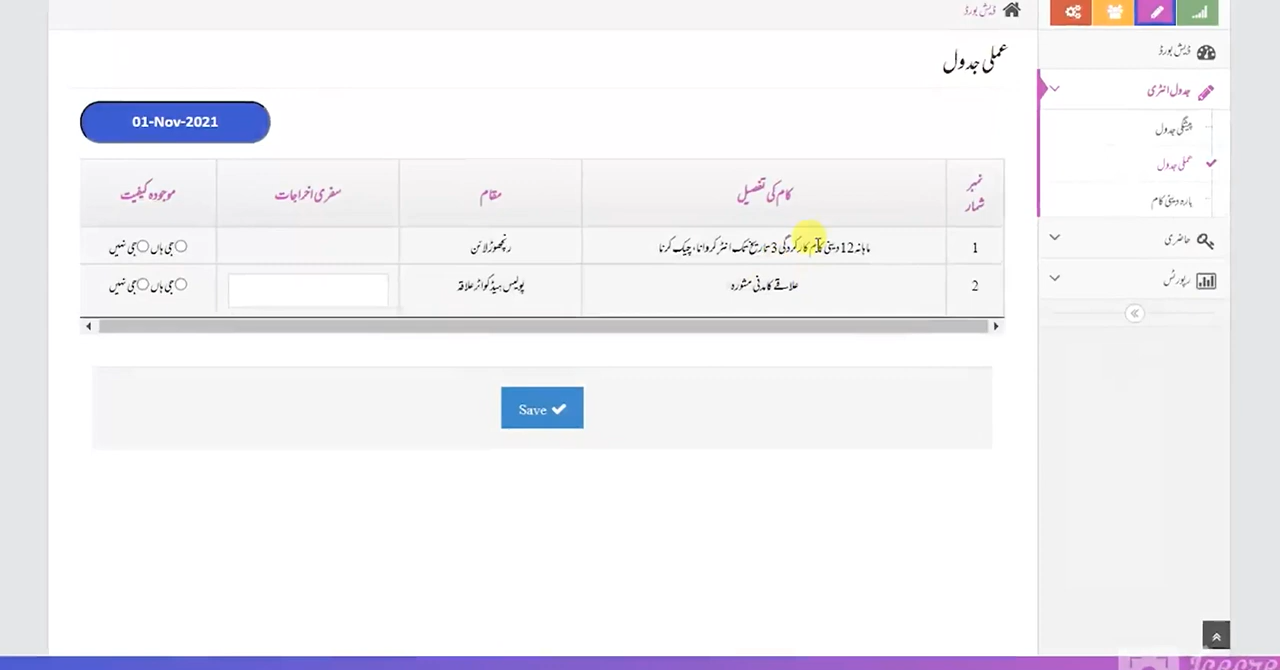 ڈیش بورڈ
عملی جدول
01-Nov-2021
نمبر شمار کام کی تفصیل مقام سفری اخراجات موجودہ کیفیت
1 ماہانہ 12 دینی کام کارکردگی 3 تاریخ تک انٹر کروانا، چیک کرنا رنچھوڑ لائن جی ہاں جی نہیں
2 علاقے کا مدنی مشورہ پولیس ہیڈ کواٹر علاقہ جی ہاں جی نہیں
Save
ڈیش بورڈ
جدول انٹری
پیشگی جدول
عملی جدول
بارہ دینی کام
حاضری
رپورٹس